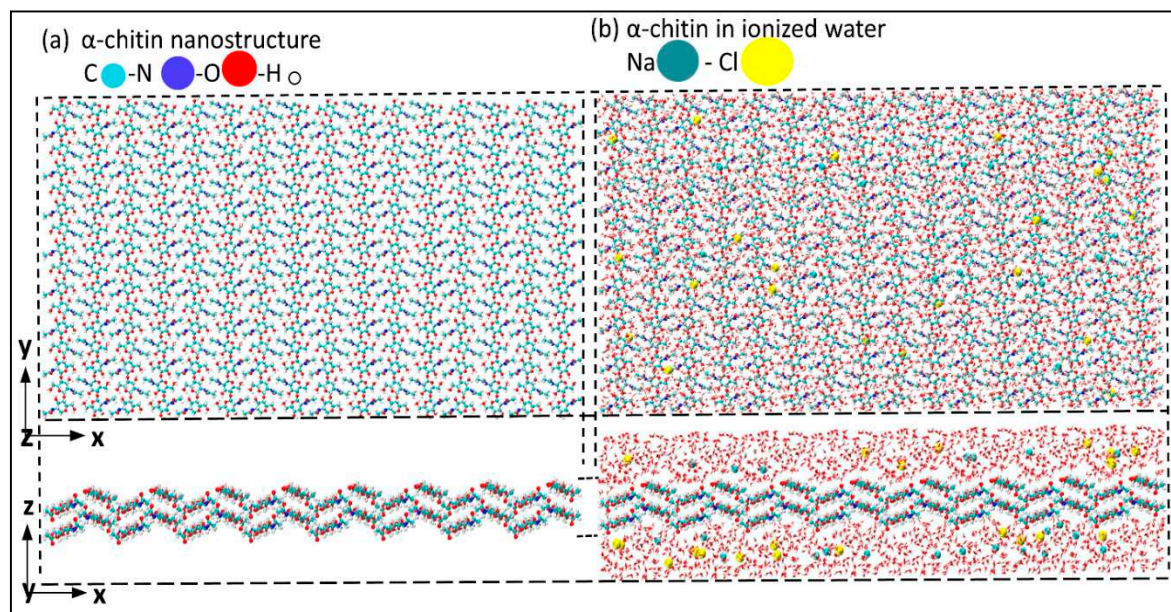 (a) α-chitin nanostructure
C -N -O -H
(b) α-chitin in ionized water
Na - Cl
y
z x
z
y x